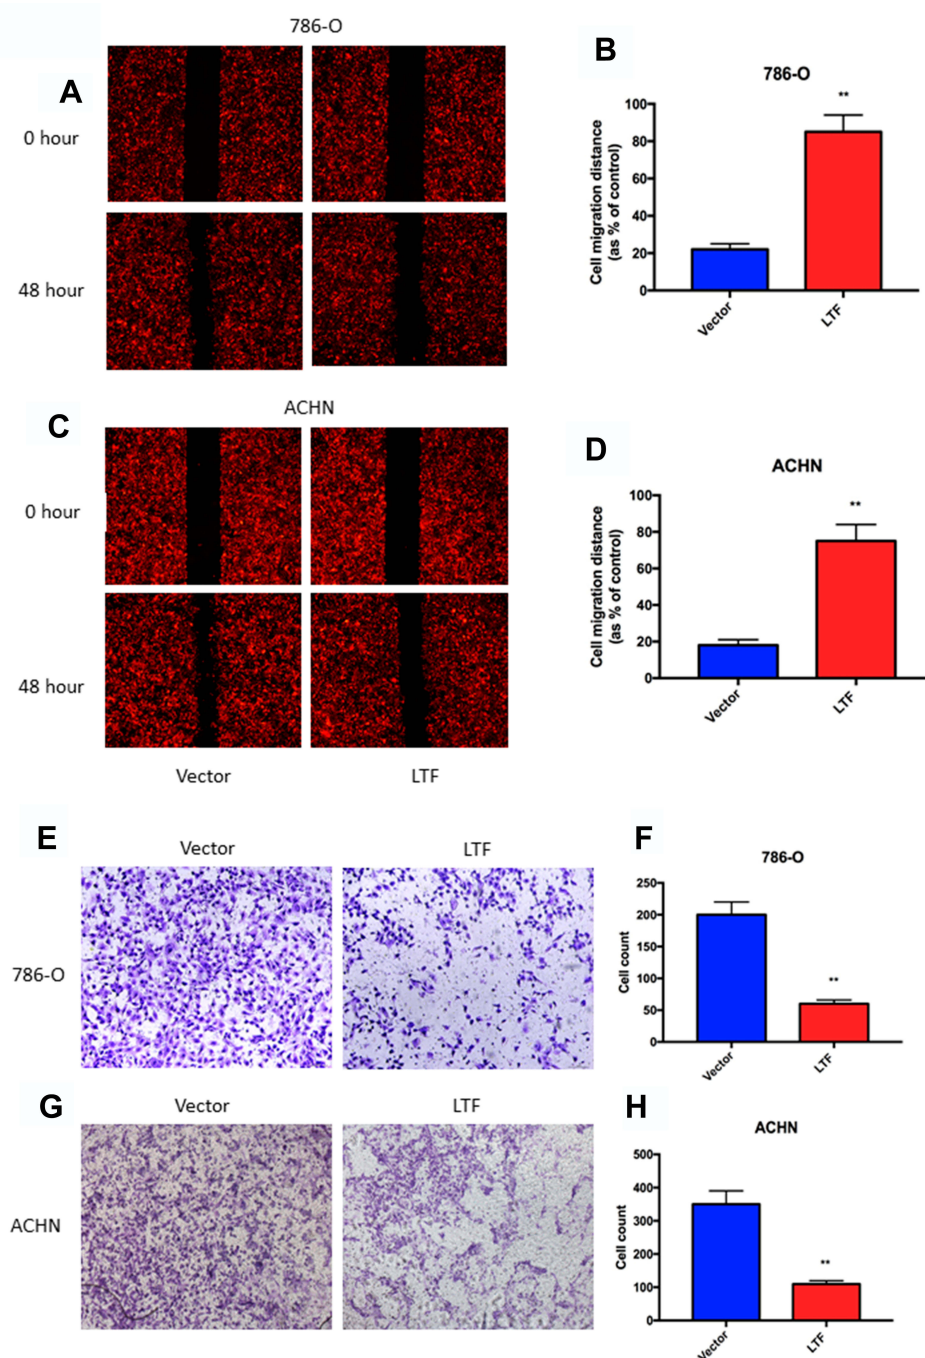 786-O
A
0 hour
48 hour
B
786-O
**
Cell migration distance
(as % of control)
100
80
60
40
20
0
Vector
LTF
ACHN
C
0 hour
48 hour
Vector
LTF
D
ACHN
**
Cell migration distance
(as % of control)
100
80
60
40
20
0
Vector
LTF
E
Vector
LTF
786-O
F
786-O
**
Cell count
250
200
150
100
50
0
Vector
LTF
G
Vector
LTF
ACHN
H
ACHN
**
Cell count
500
400
300
200
100
0
Vector
LTF